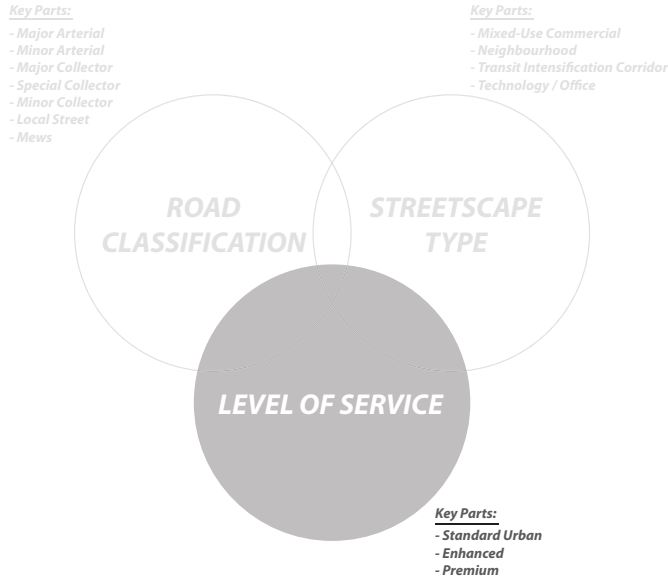 Key Parts:
- Major Arterial
- Minor Arterial
- Major Collector
- Special Collector
- Minor Collector
- Local Street
- Mews
Key Parts:
- Mixed-Use Commercial
- Neighbourhood
- Transit Intensification Corridor
- Technology / Office
ROAD
CLASSIFICATION
STREETSCAPE
TYPE
LEVEL OF SERVICE
Key Parts:
- Standard Urban
- Enhanced
- Premium